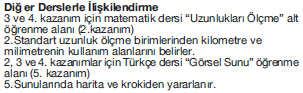 Diğer Derslerle İlişkilendirme
3 ve 4. kazanım için matematik dersi “Uzunlukları Ölçme” alt
öğrenme alanı (2.kazanım)
2.Standart uzunluk ölçme birimlerinden kilometre ve
milimetrenin kullanım alanlarını belirler.
2, 3 ve 4. kazanımlar için Türkçe dersi “Görsel Sunu” öğrenme
alanı (5. kazanım)
5.Sunularında harita ve krokiden yararlanır.